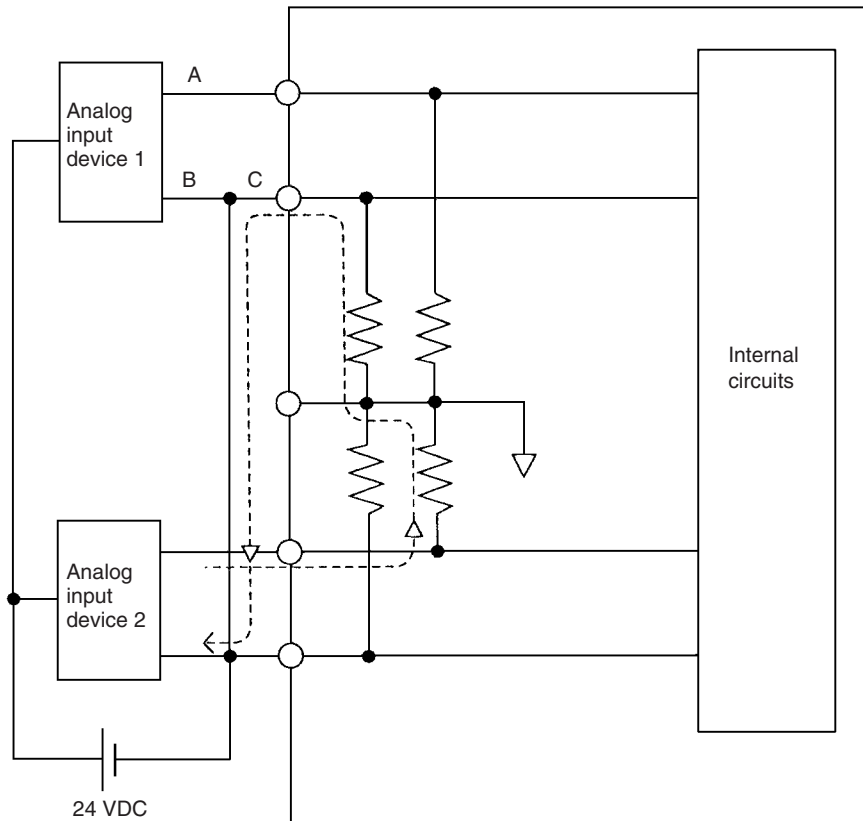 A
Analog
input
device 1
B
C
Internal
circuits
Analog
input
device 2
24 VDC